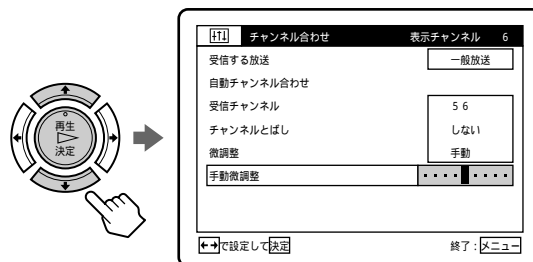 チャンネル合わせ 表示チャンネル 6
受信する放送 一般放送
自動チャンネル合わせ
受信チャンネル 56
チャンネルとばし しない
微調整 手動
手動微調整
←→で設定して決定 終了:メニュー
再生
決定